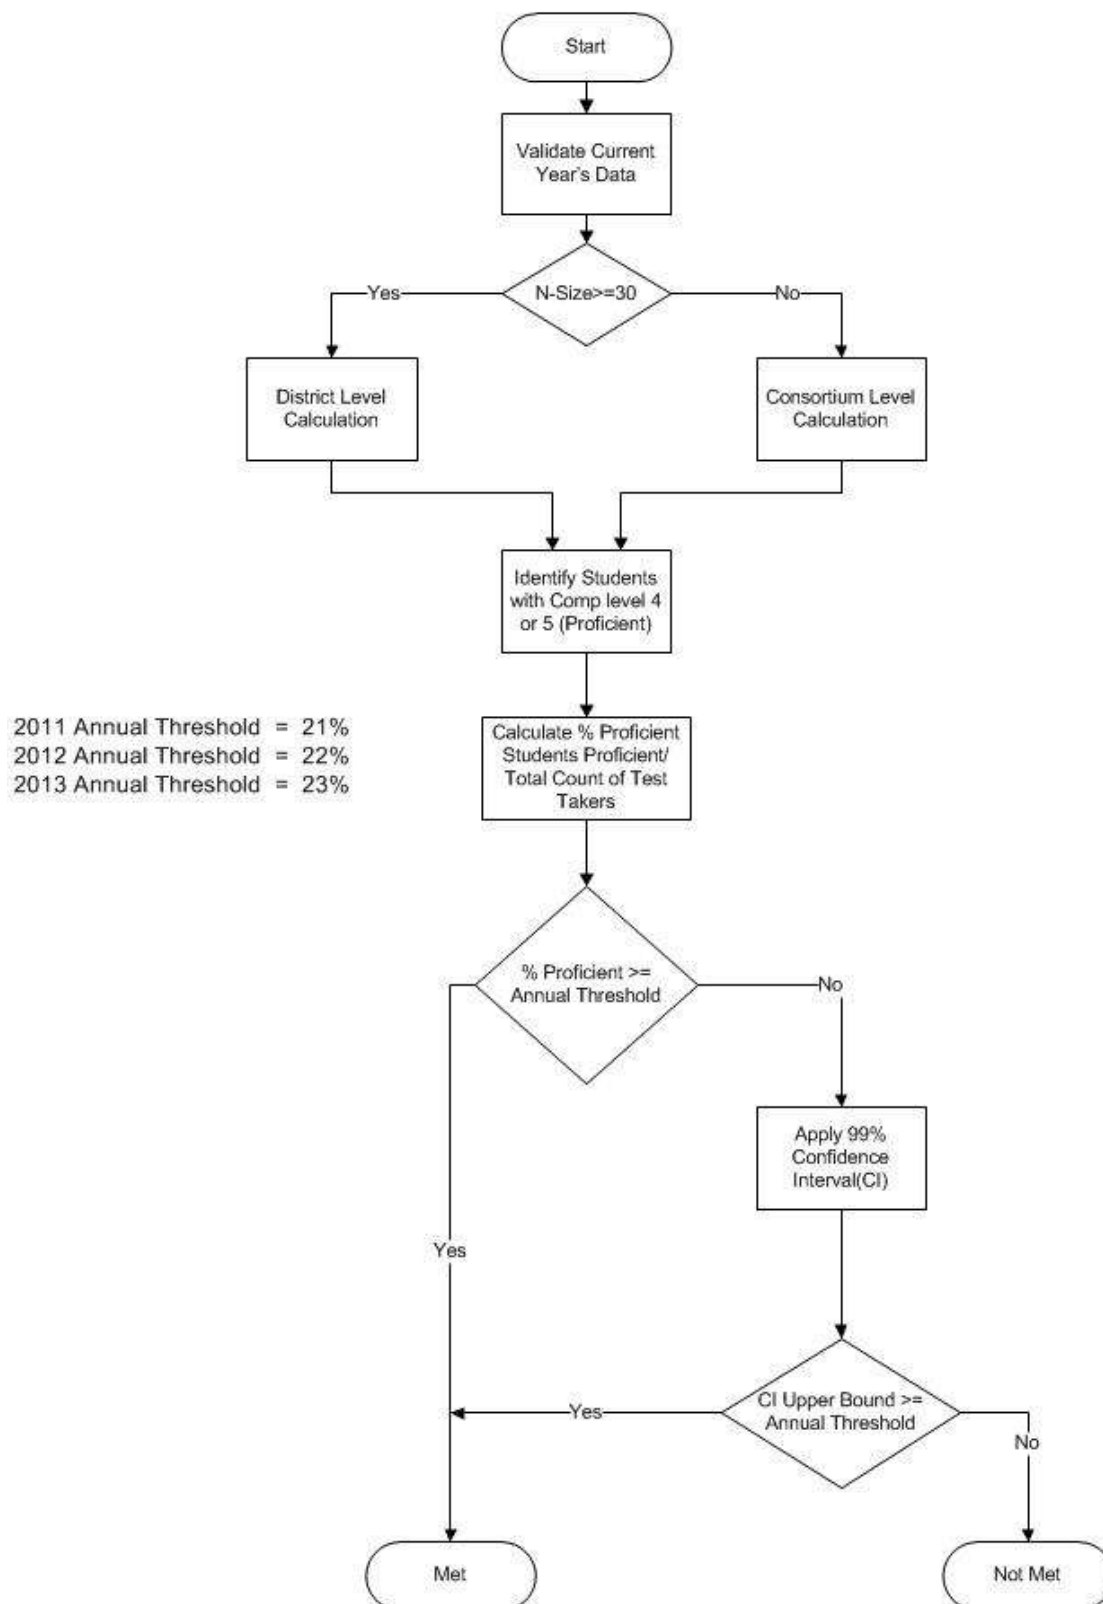 Start
Validate Current
Year's Data
N-Size>=30
Yes
No
District Level
Calculation
Consortium Level
Calculation
Identify Students
with Comp level 4
or 5 (Proficient)
2011 Annual Threshold = 21%
2012 Annual Threshold = 22%
2013 Annual Threshold = 23%
Calculate % Proficient
Students Proficient/
Total Count of Test
Takers
% Proficient >=
Annual Threshold
No
Apply 99%
Confidence
Interval(CI)
Yes
CI Upper Bound >=
Annual Threshold
Yes
No
Met
Not Met